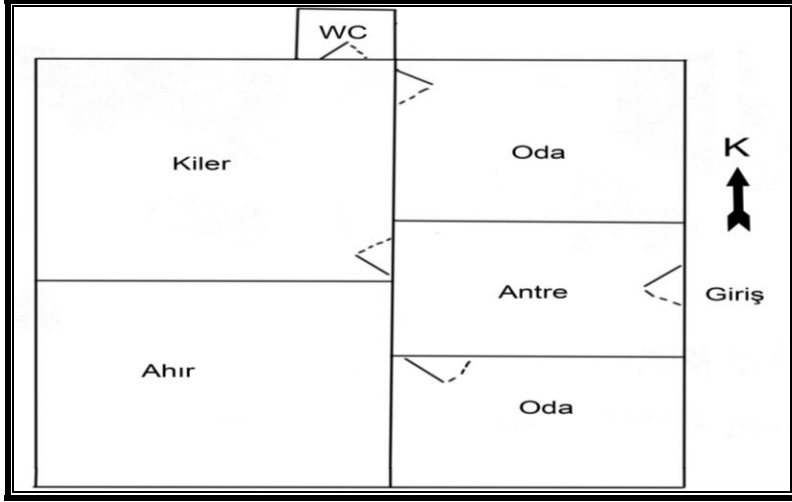 WC
Kiler
Oda
K
Antre
Giriş
Ahır
Oda